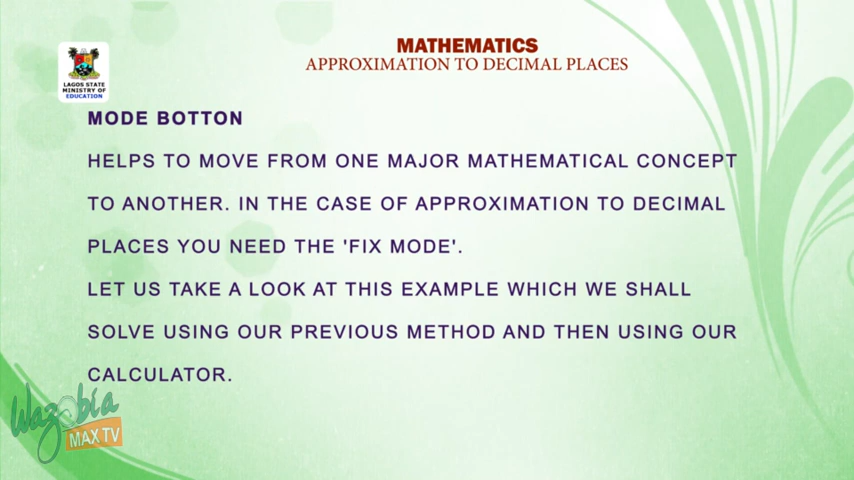 MATHEMATICS
APPROXIMATION TO DECIMAL PLACES
LAGOS STATE
MINISTRY OF
EDUCATION
MODE BOTTON
HELPS TO MOVE FROM ONE MAJOR MATHEMATICAL CONCEPT
TO ANOTHER. IN THE CASE OF APPROXIMATION TO DECIMAL
PLACES YOU NEED THE 'FIX MODE'.
LET US TAKE A LOOK AT THIS EXAMPLE WHICH WE SHALL
SOLVE USING OUR PREVIOUS METHOD AND THEN USING OUR
CALCULATOR.
Wazobia
MAX TV